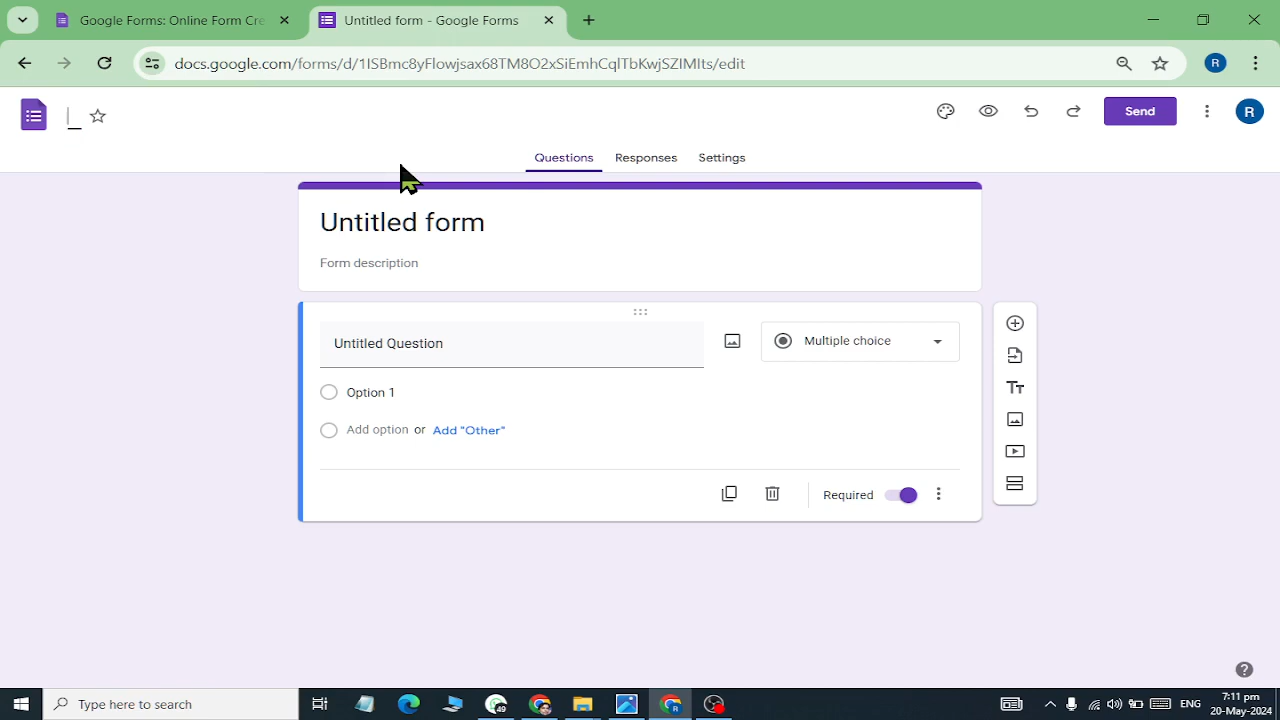 Google Forms: Online Form Cre
Untitled form - Google Forms
docs.google.com/forms/d/1ISBmc8yFlowjsax68TM8O2xSiEmhCqlTbKwjSZIMIts/edit
R
Send
R
Questions
Responses
Settings
Untitled form
Form description
Untitled Question
Multiple choice
Option 1
Add option or Add "Other"
Required
Tт
Type here to search
49
R
ENG
7:11 pm
20-May-2024